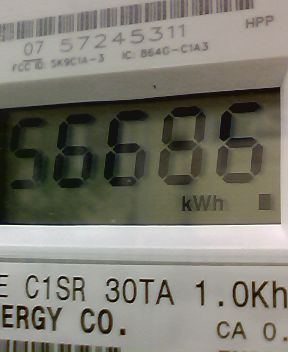 07 57245311
HPP
FCC ID: SK9C1A-3 IC: 864G-C1A3
56686
kWh
E C1SR 30TA 1.0Kh
ERGY CO.
CA 0.